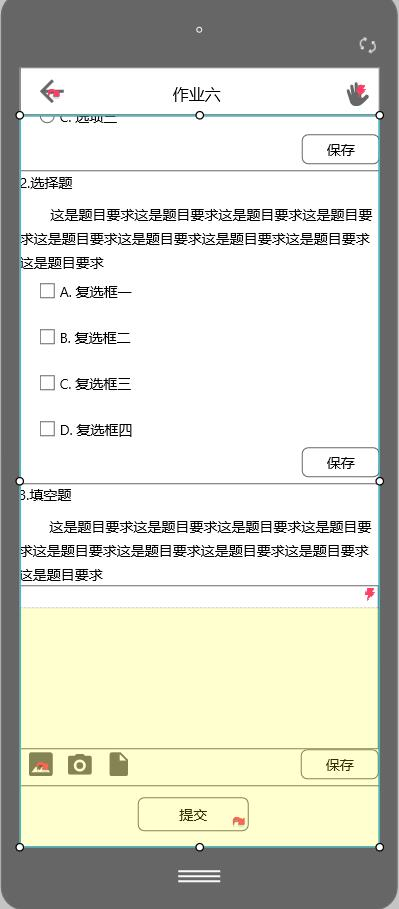 作业六
C. 选项三
保存
2.选择题
这是题目要求这是题目要求这是题目要求这是题目要
求这是题目要求这是题目要求这是题目要求这是题目要求
这是题目要求
A. 复选框一
B. 复选框二
C. 复选框三
D. 复选框四
保存
3.填空题
这是题目要求这是题目要求这是题目要求这是题目要
求这是题目要求这是题目要求这是题目要求这是题目要求
这是题目要求
保存
提交